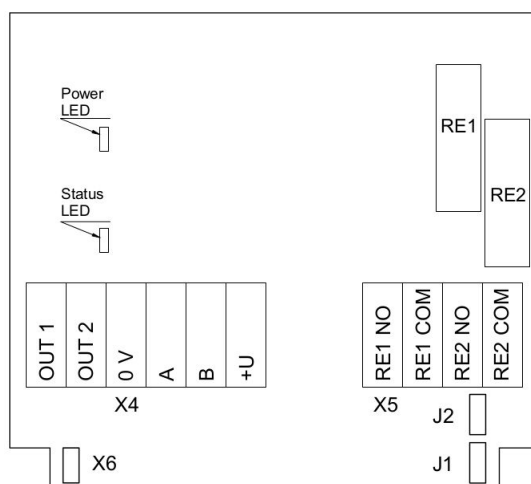 Power
LED
RE1
RE2
Status
LED
OUT 1
OUT 2
0 V
A
B
+U
RE1 NO
RE1 COM
RE2 NO
RE2 COM
X4
X5
J2
X6
J1